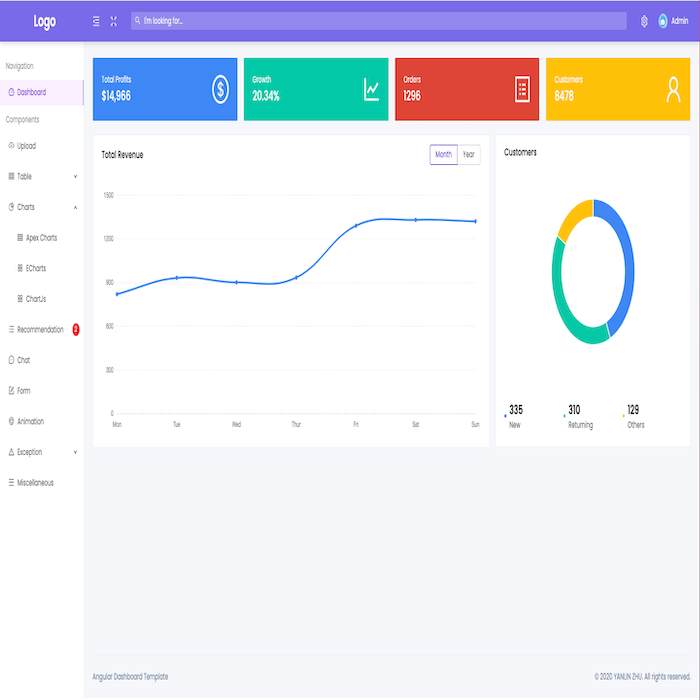 Logo
I'm looking for...
Admin
Navigation
Dashboard
Components
Upload
Table
Charts
Apex Charts
ECharts
ChartJs
Recommendation 2
Chat
Form
Animation
Exception
Miscellaneous
Total Profits
$14,966
Growth
20.34%
Orders
1296
Customers
8478
Total Revenue
Month Year
1500
1200
900
600
300
0
Mon Tue Wed Thur Fri Sat Sun
Customers
335 310 129
New Returning Others
Angular Dashboard Template
© 2020 YANLIN ZHU. All rights reserved.